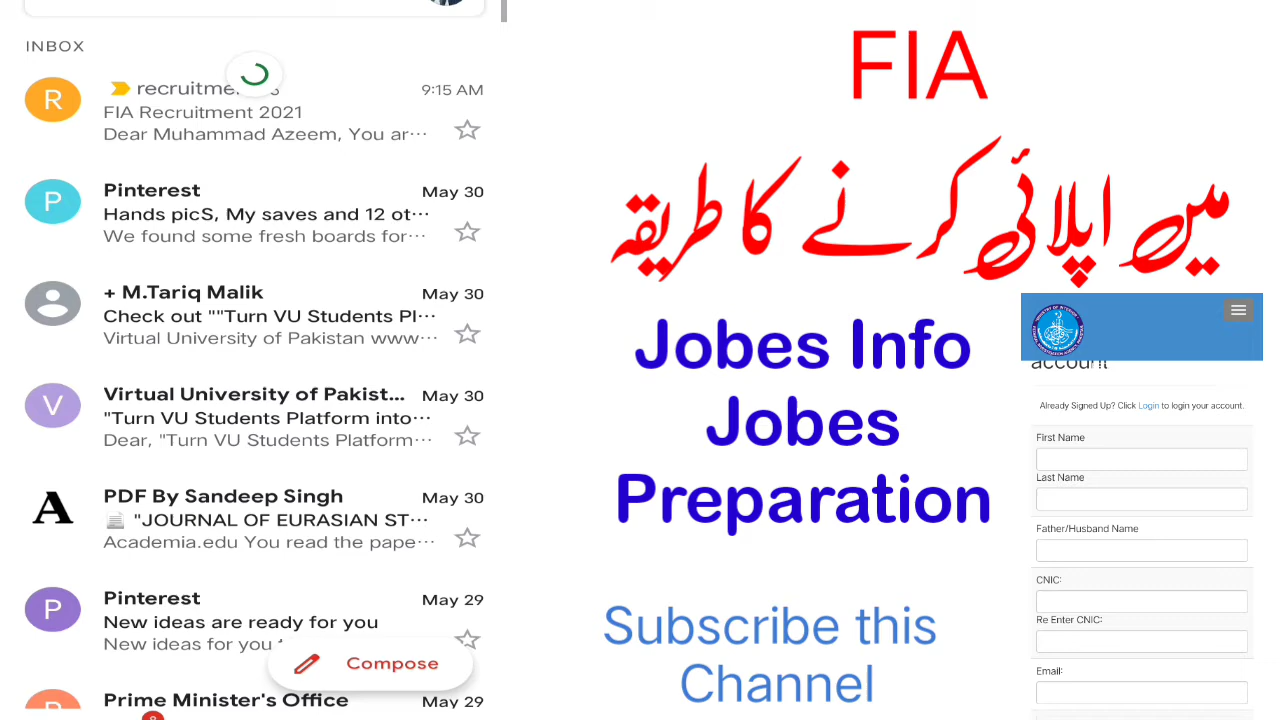 INBOX
R
recruitme
9:15 AM
FIA Recruitment 2021
Dear Muhammad Azeem, You ar···
P
Pinterest
May 30
Hands picS, My saves and 12 ot···
We found some fresh boards for···
+ M.Tariq Malik
May 30
Check out ""Turn VU Students Pl···
Virtual University of Pakistan www···
V
Virtual University of Pakist...
May 30
"Turn VU Students Platform into···
Dear, "Turn VU Students Platform···
A
PDF By Sandeep Singh
May 30
"JOURNAL OF EURASIAN ST···
Academia.edu You read the pape···
P
Pinterest
May 29
New ideas are ready for you
New ideas for you
Compose
Prime Minister's Office
May 29
FIA
میں اپلائی کرنے کا طریقہ
Jobes Info
Jobes
Preparation
Subscribe this
Channel
account
Already Signed Up? Click Login to login your account.
First Name
Last Name
Father/Husband Name
CNIC:
Re Enter CNIC:
Email: